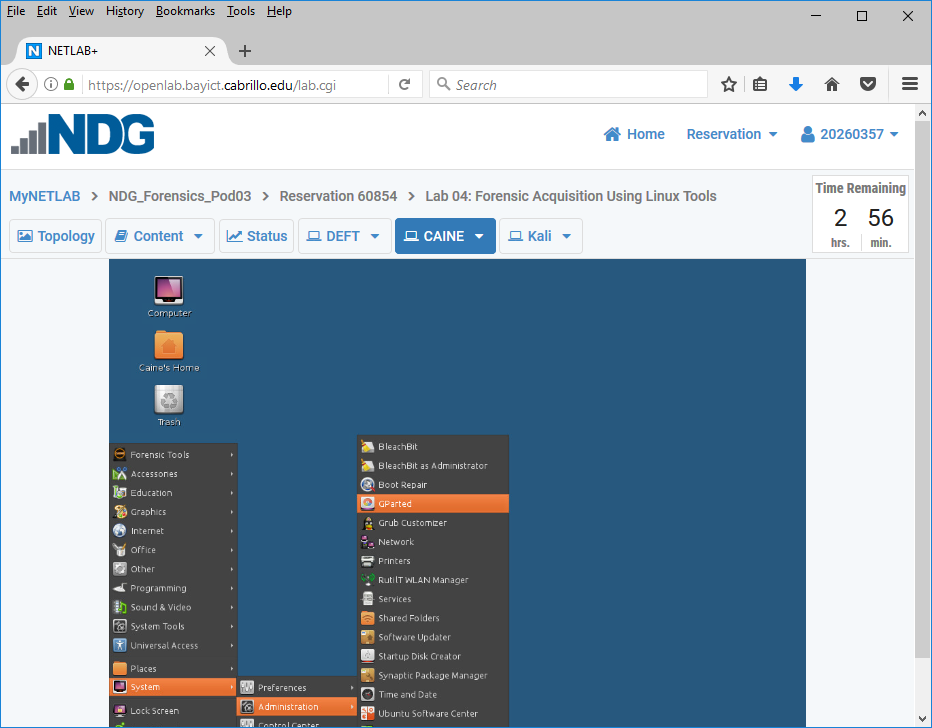 File Edit View History Bookmarks Tools Help
N NETLAB+
https://openlab.bayict.cabrillo.edu/lab.cgi Search
NDG Home Reservation 20260357
MyNETLAB > NDG_Forensics_Pod03 > Reservation 60854 > Lab 04: Forensic Acquisition Using Linux Tools
Time Remaining
2 56
hrs. min.
Topology Content Status DEFT CAINE Kali
Computer
Caine's Home
Trash
Forensic Tools
Accessories
Education
Graphics
Internet
Office
Other
Programming
Sound & Video
System Tools
Universal Access
Places
System
Lock Screen
Preferences
Administration
Control Center
BleachBit
BleachBit as Administrator
Boot Repair
GParted
Grub Customizer
Network
Printers
RutilT WLAN Manager
Services
Shared Folders
Software Updater
Startup Disk Creator
Synaptic Package Manager
Time and Date
Ubuntu Software Center